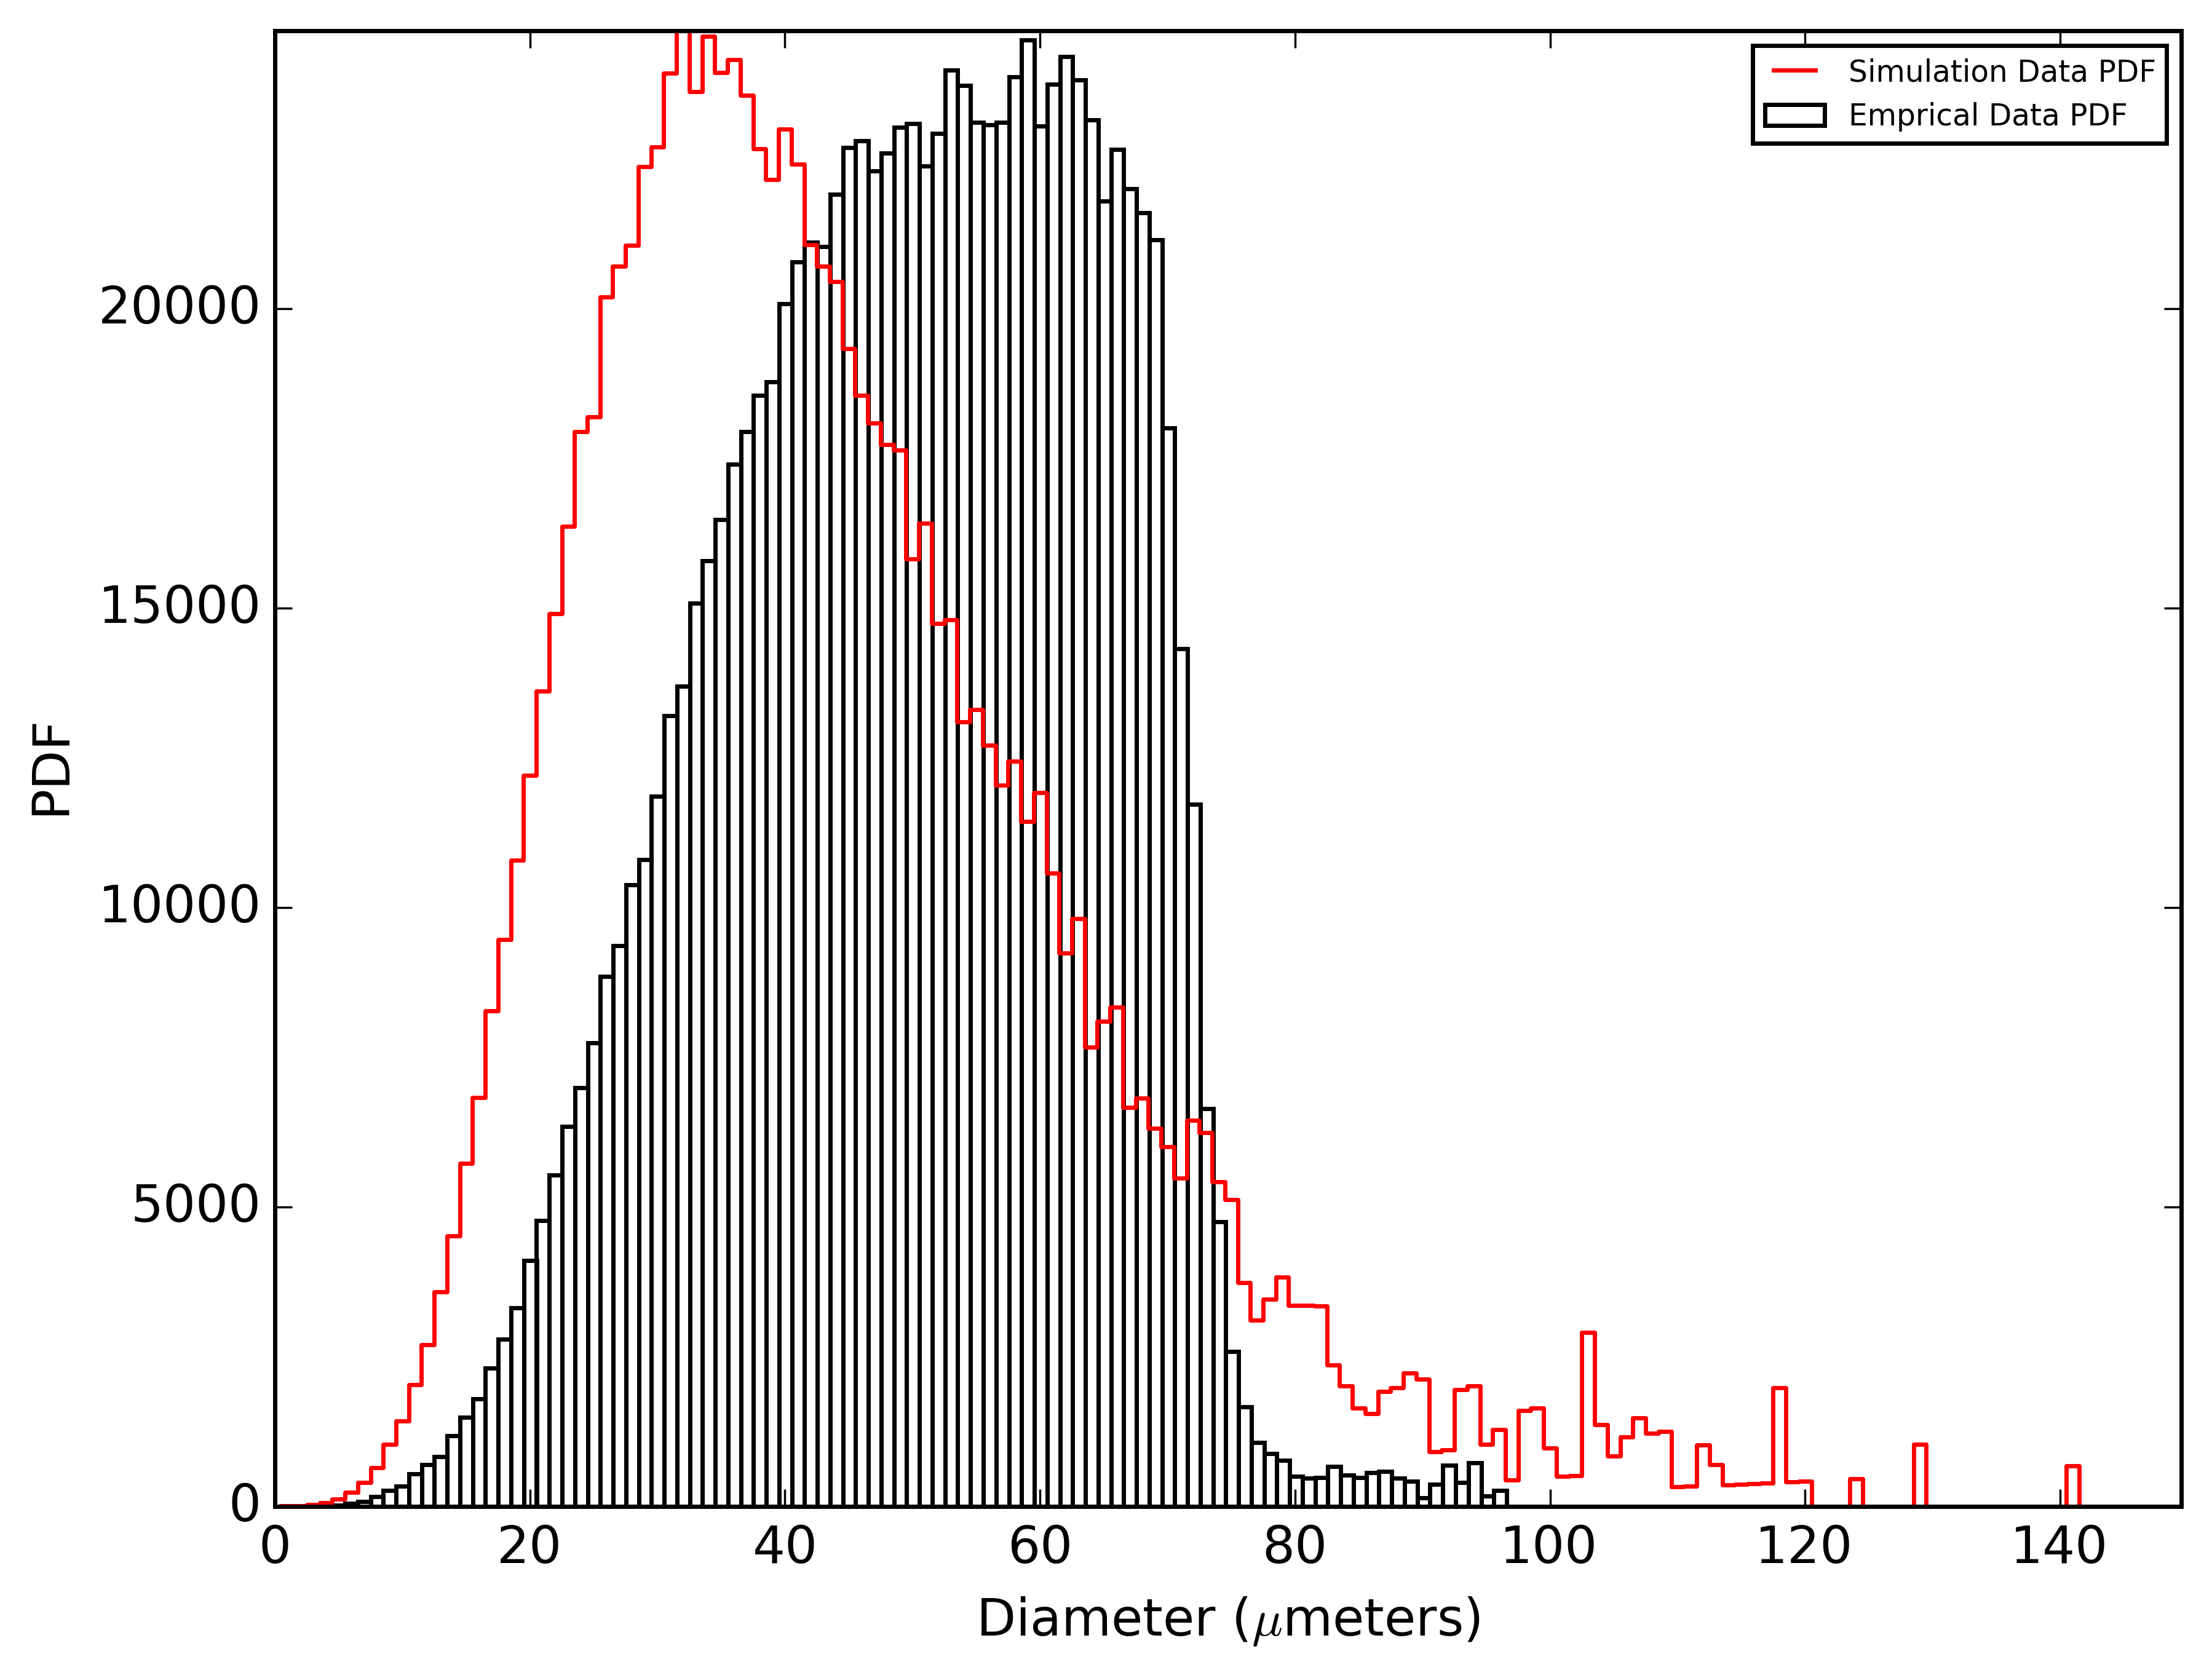 Simulation Data PDF
Emprical Data PDF
20000
15000
10000
5000
0
PDF
0 20 40 60 80 100 120 140
Diameter (μmeters)